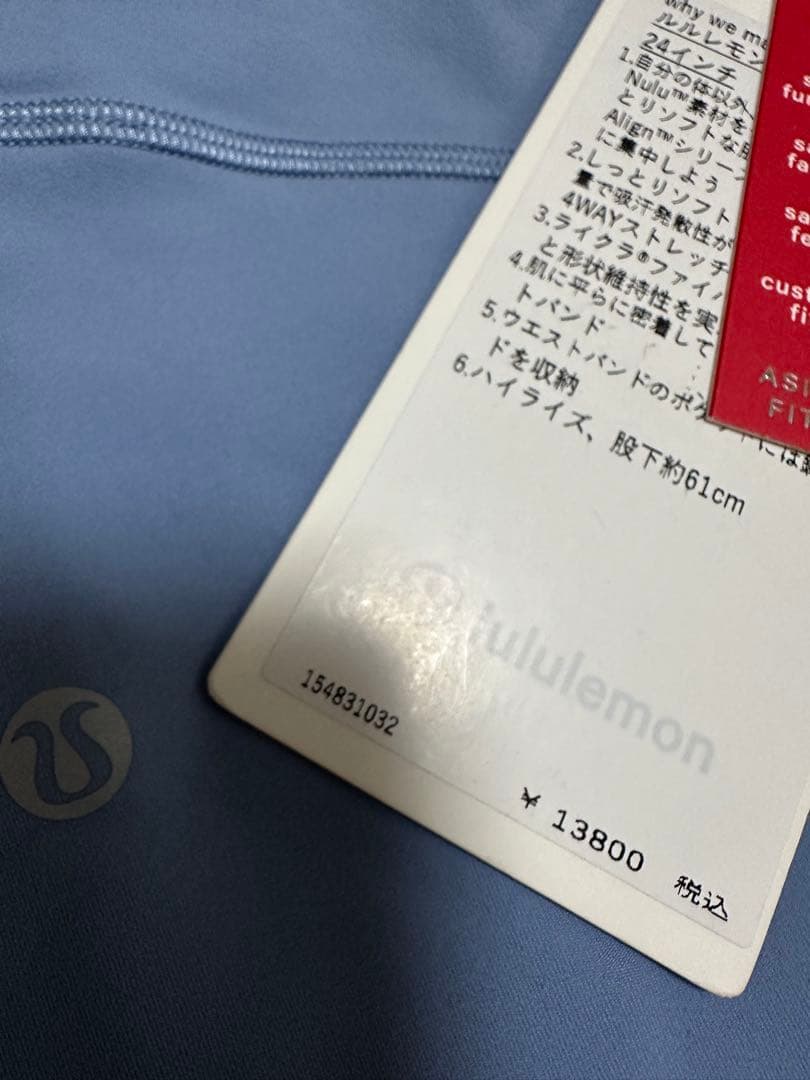 why we
ルルレモン
24インチ
1.自分の体以外
Nulu™素材を
とリソフトな肌
Align™シリーズ
に集中しよう
2.しっとりソフト
量で吸汗発散性が
4WAYストレッチ
3.ライクラ®ファイバ
と形状維持性を実
4.肌に平らに密着して
トバンド
5.ウエストバンドのポケットには
ドを収納
6.ハイライズ、股下約61cm
lululemon
154831032
¥ 13800 税込
ASI
FIT